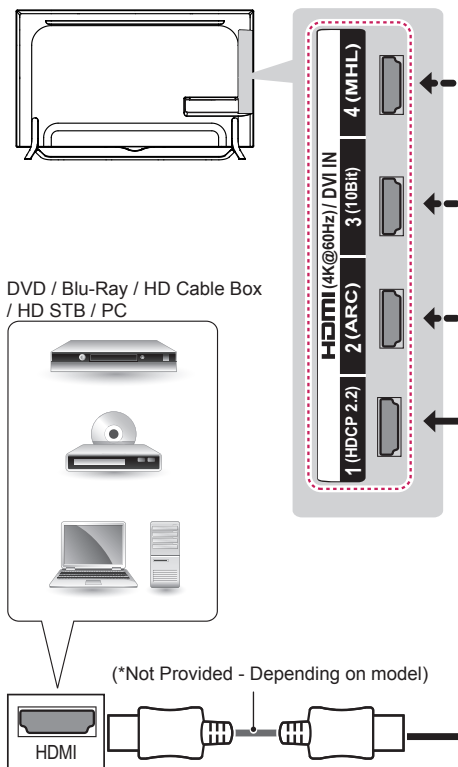 4 (MHL)
3 (10Bit)
2 (ARC)
1 (HDCP 2.2)
HDMI (4K@60Hz) / DVI IN
DVD / Blu-Ray / HD Cable Box
/ HD STB / PC
(*Not Provided - Depending on model)
HDMI